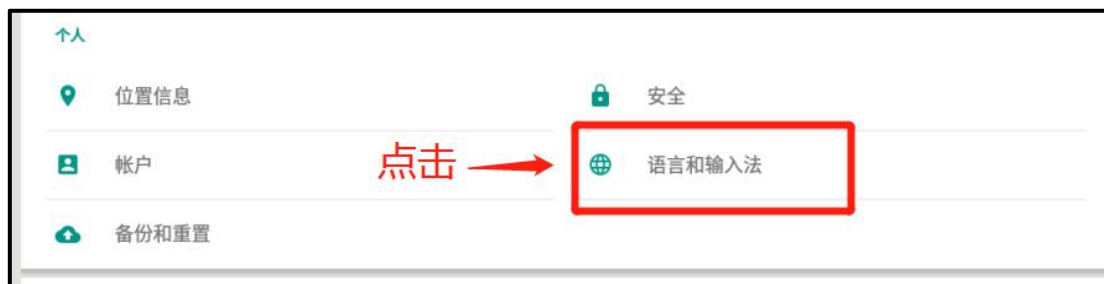 个人
位置信息
安全
帐户
点击
语言和输入法
备份和重置